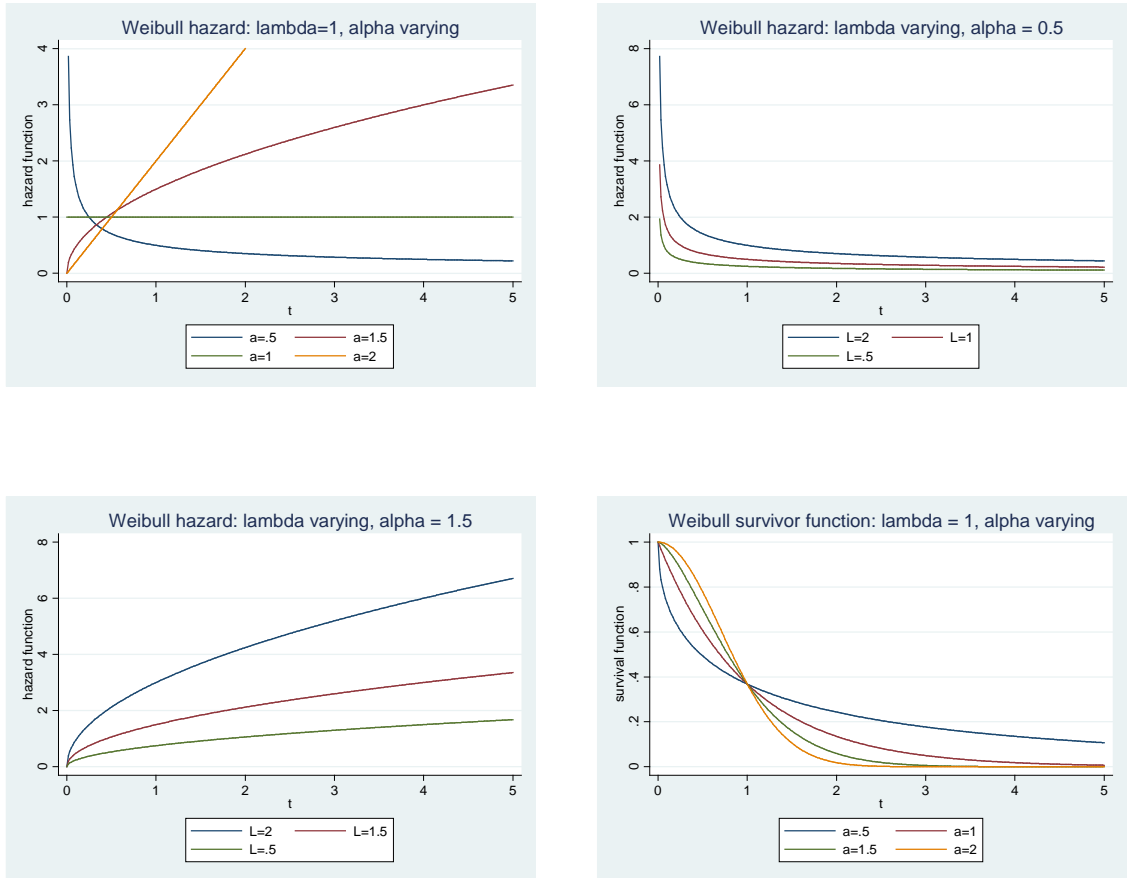 Weibull hazard: lambda=1, alpha varying
4
3
2
1
0
hazard function
0 1 2 3 4 5
t
a=.5 a=1.5
a=1 a=2
Weibull hazard: lambda varying, alpha = 0.5
8
6
4
2
0
hazard function
0 1 2 3 4 5
t
L=2 L=1
L=.5
Weibull hazard: lambda varying, alpha = 1.5
8
6
4
2
0
hazard function
0 1 2 3 4 5
t
L=2 L=1.5
L=.5
Weibull survivor function: lambda = 1, alpha varying
1
.8
.6
.4
.2
0
survival function
0 1 2 3 4 5
t
a=.5 a=1
a=1.5 a=2